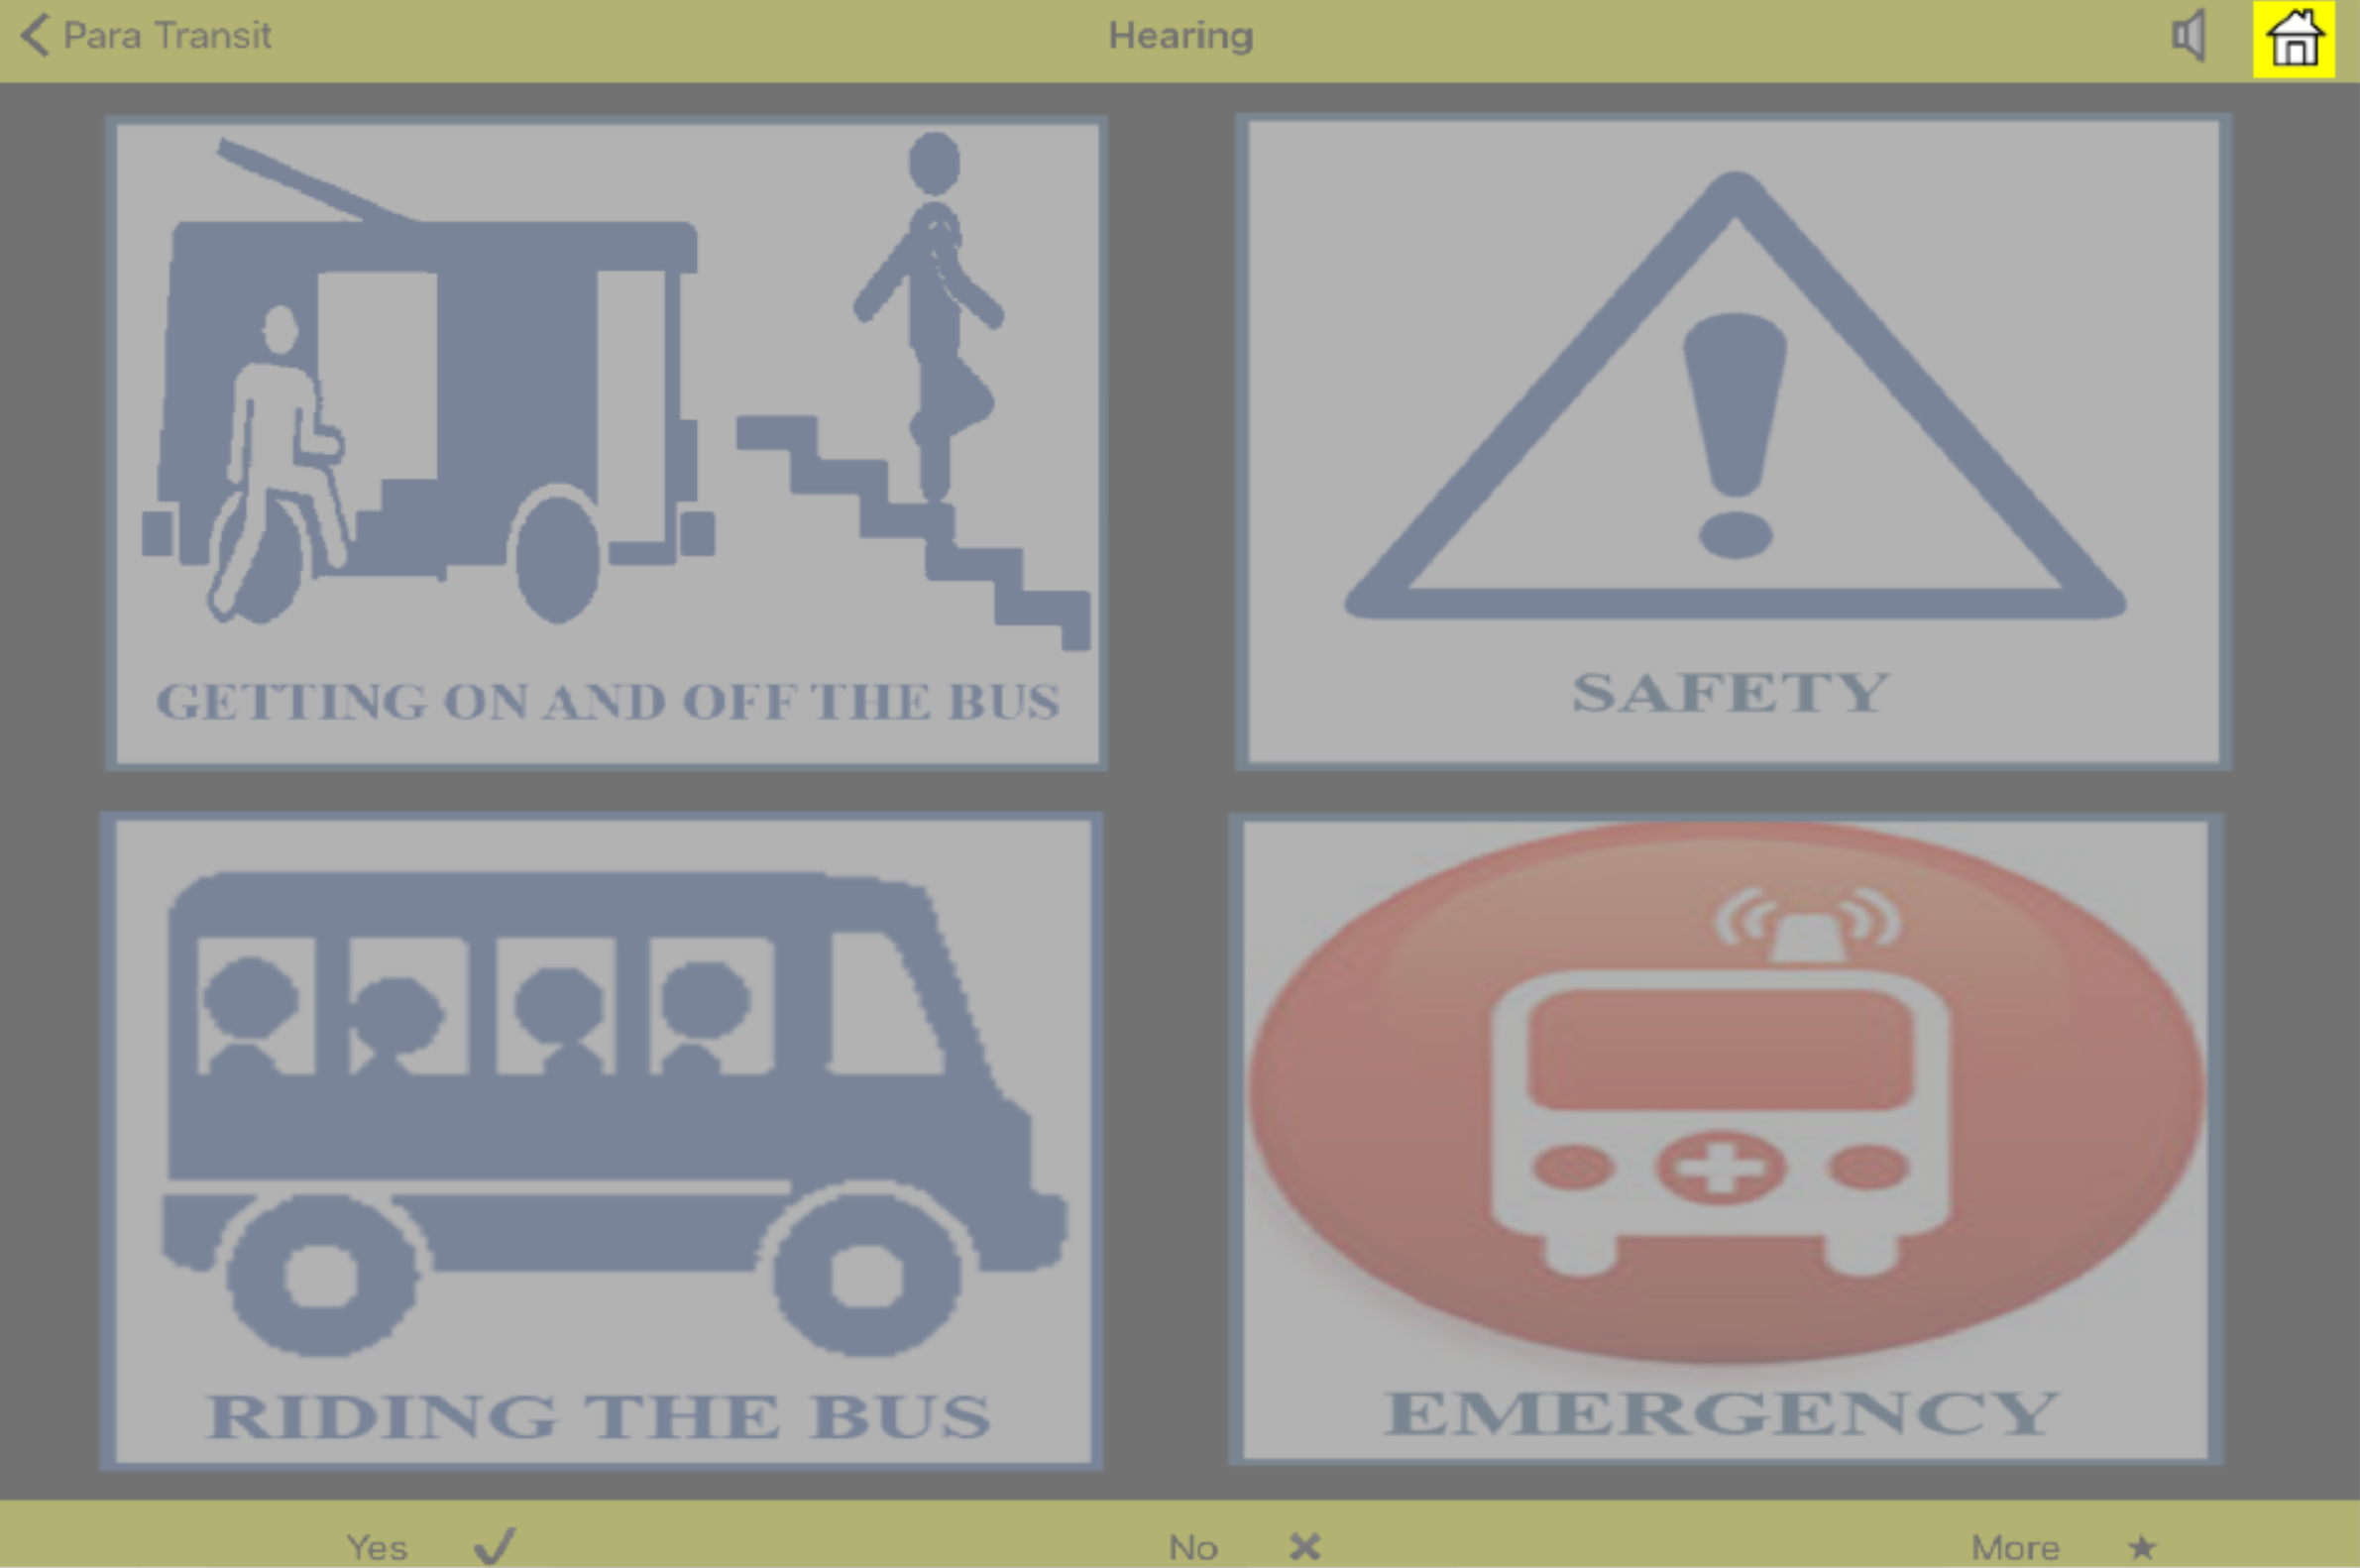 Para Transit
Hearing
GETTING ON AND OFF THE BUS
SAFETY
RIDING THE BUS
EMERGENCY
Yes
No
More